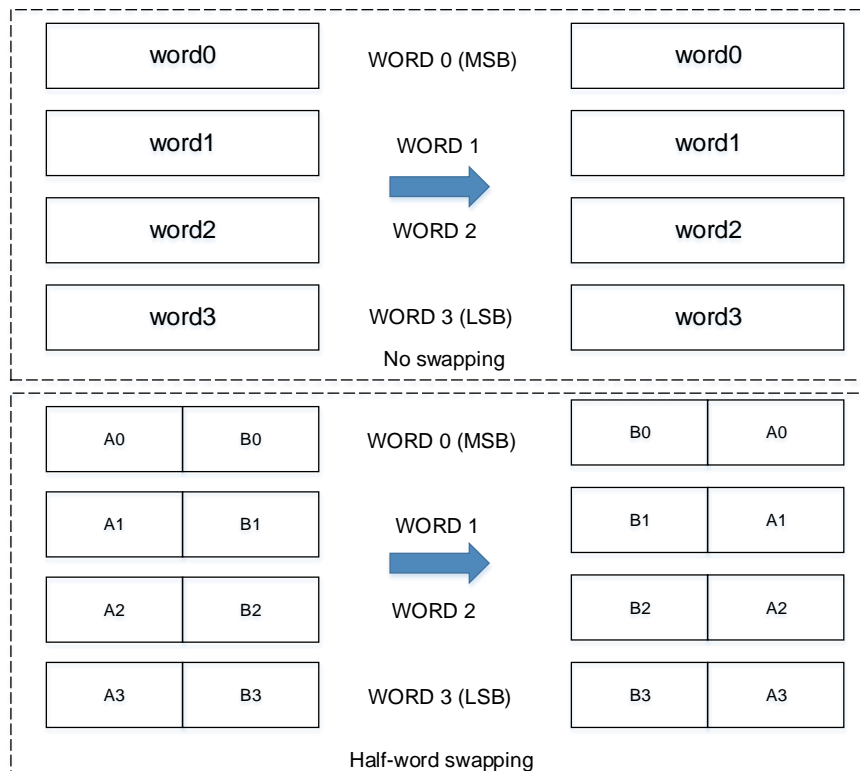 word0 WORD 0 (MSB) word0
word1 WORD 1 word1
word2 WORD 2 word2
word3 WORD 3 (LSB) word3
No swapping
A0 B0 WORD 0 (MSB) B0 A0
A1 B1 WORD 1 B1 A1
A2 B2 WORD 2 B2 A2
A3 B3 WORD 3 (LSB) B3 A3
Half-word swapping